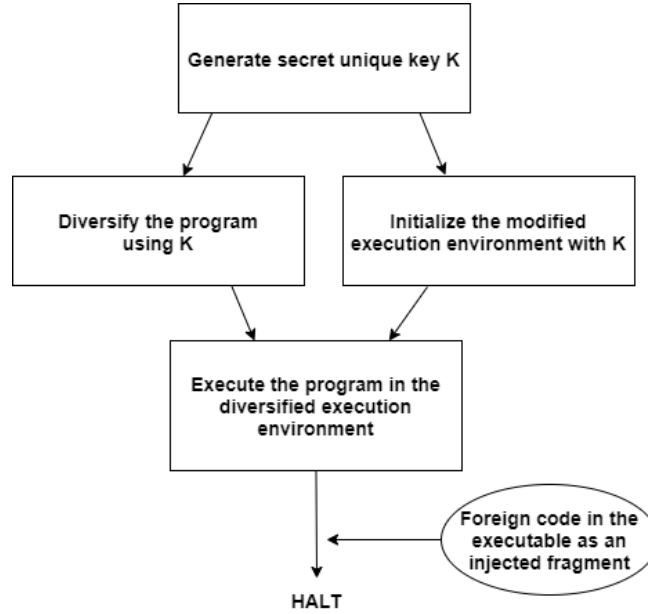 Generate secret unique key K
Diversify the program
using K
Initialize the modified
execution environment with K
Execute the program in the
diversified execution
environment
Foreign code in the
executable as an
injected fragment
HALT